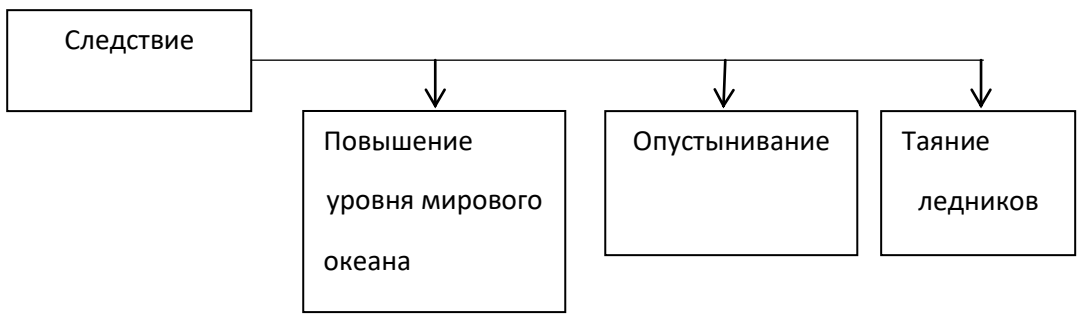 Следствие
Повышение
уровня мирового
океана
Опустынивание
Таяние
ледников